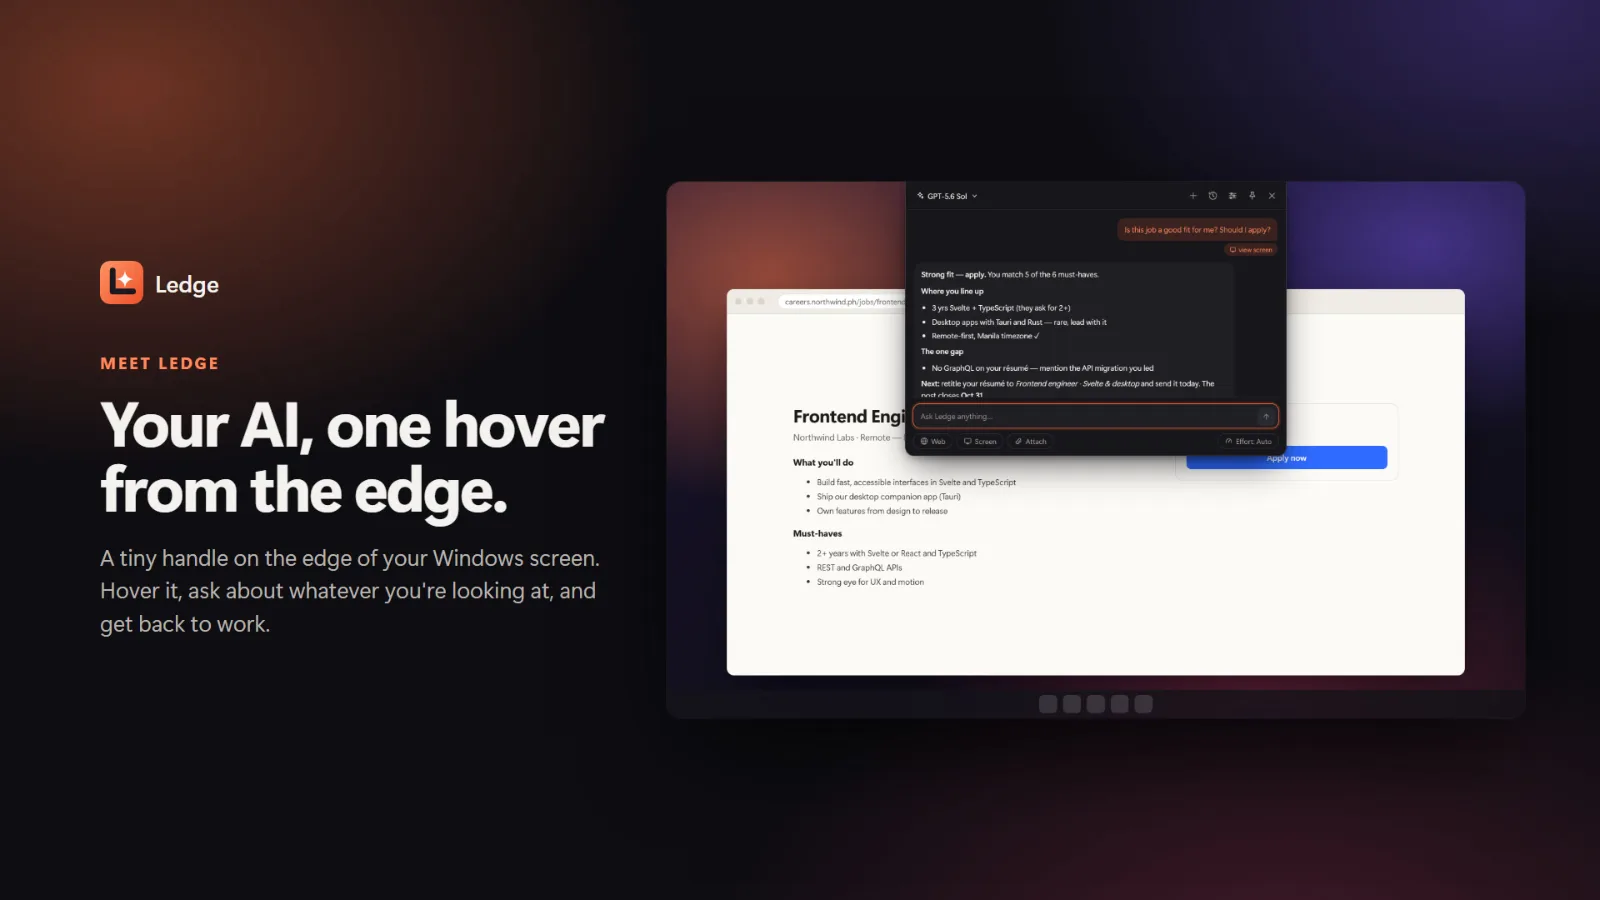 Ledge
MEET LEDGE
Your AI, one hover
from the edge.
A tiny handle on the edge of your Windows screen.
Hover it, ask about whatever you're looking at, and
get back to work.
GPT-5.6 Sol
Is this job a good fit for me? Should I apply?
view screen
Strong fit — apply. You match 5 of the 6 must-haves.
Where you line up
• 3 yrs Svelte + TypeScript (they ask for 2+)
• Desktop apps with Tauri and Rust — rare, lead with it
• Remote-first, Manila timezone ✓
The one gap
• No GraphQL on your résumé — mention the API migration you led
Next: retitle your résumé to Frontend engineer · Svelte & desktop and send it today. The
post closes Oct 31.
Ask Ledge anything...
Web
Screen
Attach
Effort: Auto
careers.northwind.ph/jobs/frontend
Frontend Engi
Northwind Labs · Remote —
Apply now
What you'll do
• Build fast, accessible interfaces in Svelte and TypeScript
• Ship our desktop companion app (Tauri)
• Own features from design to release
Must-haves
• 2+ years with Svelte or React and TypeScript
• REST and GraphQL APIs
• Strong eye for UX and motion